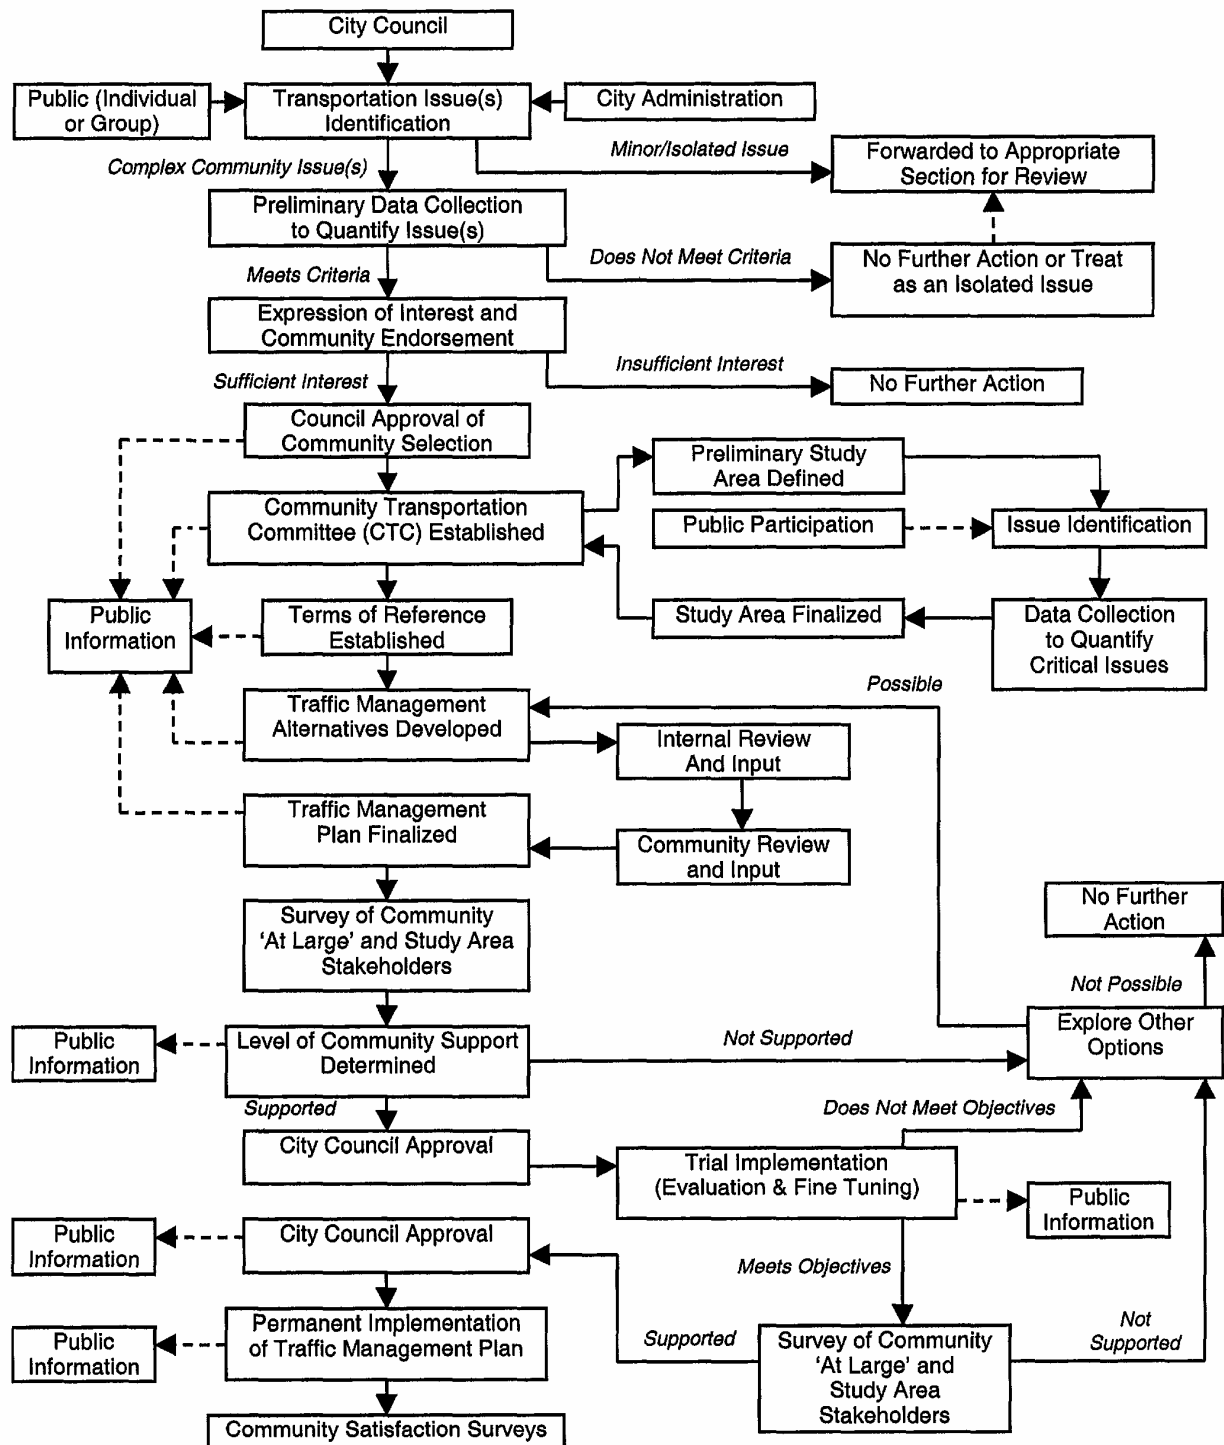 City Council
Public (Individual
or Group)
Transportation Issue(s)
Identification
City Administration
Complex Community Issue(s)
Minor/Isolated Issue
Forwarded to Appropriate
Section for Review
Preliminary Data Collection
to Quantify Issue(s)
Meets Criteria
Does Not Meet Criteria
No Further Action or Treat
as an Isolated Issue
Expression of Interest and
Community Endorsement
Sufficient Interest
Insufficient Interest
No Further Action
Council Approval of
Community Selection
Preliminary Study
Area Defined
Community Transportation
Committee (CTC) Established
Public Participation
Issue Identification
Public
Information
Terms of Reference
Established
Study Area Finalized
Data Collection
to Quantify
Critical Issues
Possible
Traffic Management
Alternatives Developed
Internal Review
And Input
Traffic Management
Plan Finalized
Community Review
and Input
No Further
Action
Survey of Community
'At Large' and Study Area
Stakeholders
Not Possible
Public
Information
Level of Community Support
Determined
Not Supported
Explore Other
Options
Supported
Does Not Meet Objectives
City Council Approval
Trial Implementation
(Evaluation & Fine Tuning)
Public
Information
Public
Information
City Council Approval
Meets Objectives
Public
Information
Permanent Implementation
of Traffic Management Plan
Supported
Survey of Community
'At Large' and
Study Area
Stakeholders
Not
Supported
Community Satisfaction Surveys